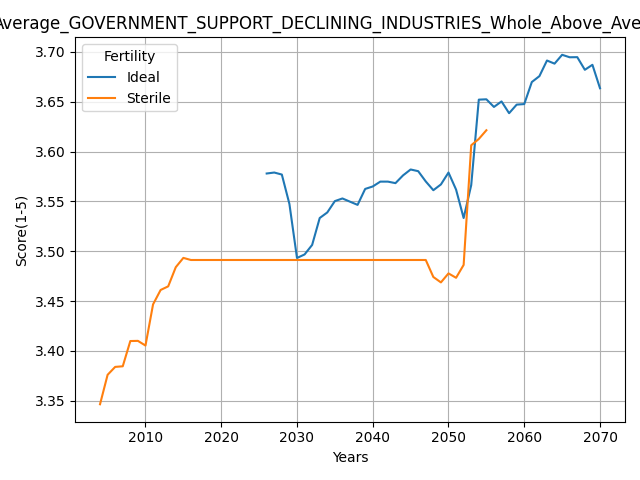 Average_GOVERNMENT_SUPPORT_DECLINING_INDUSTRIES_Whole_Above_Ave
Fertility
Ideal
Sterile
Score(1-5)
3.70
3.65
3.60
3.55
3.50
3.45
3.40
3.35
2010 2020 2030 2040 2050 2060 2070
Years